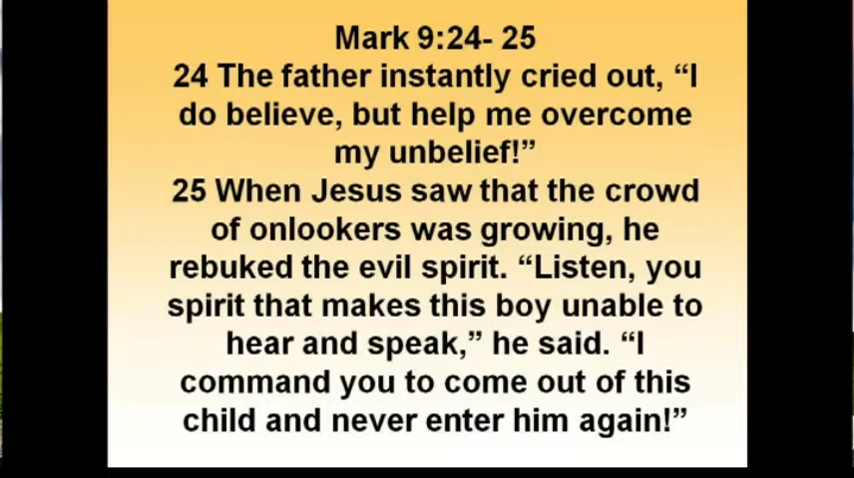 Mark 9:24- 25
24 The father instantly cried out, “I
do believe, but help me overcome
my unbelief!”
25 When Jesus saw that the crowd
of onlookers was growing, he
rebuked the evil spirit. “Listen, you
spirit that makes this boy unable to
hear and speak,” he said. “I
command you to come out of this
child and never enter him again!”